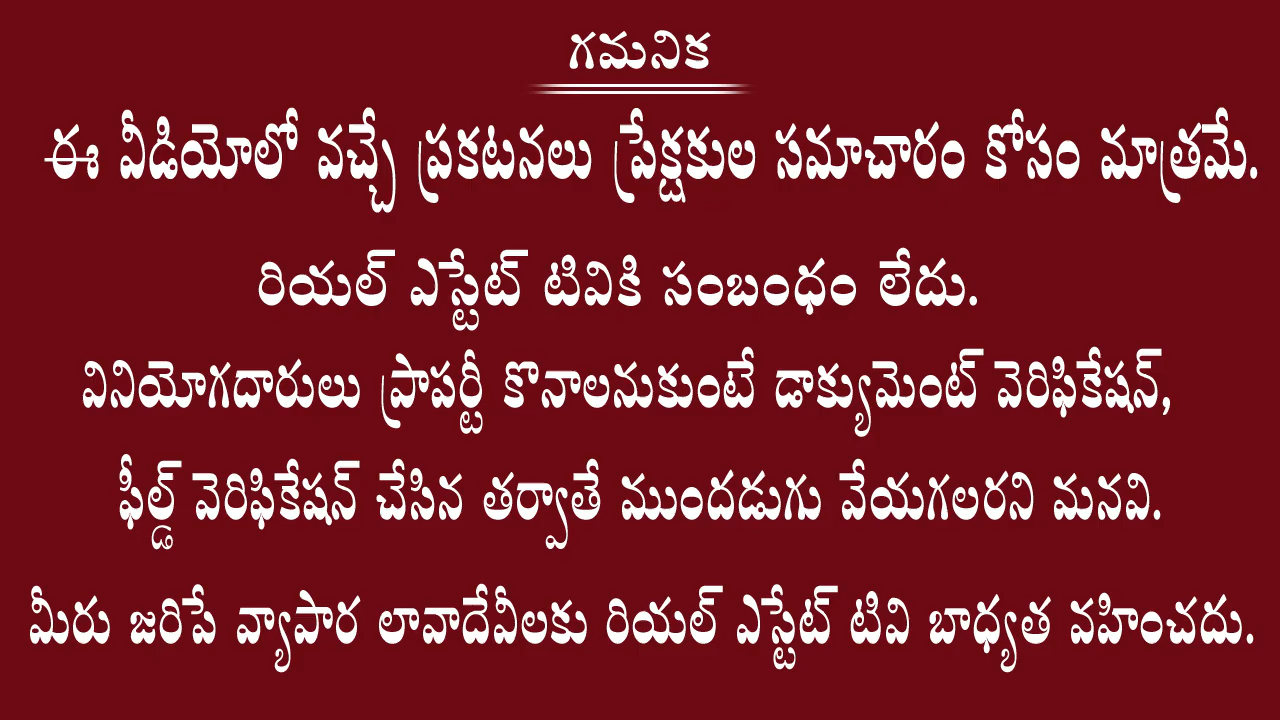 గమనిక
ఈ వీడియోలో వచ్చే ప్రకటనలు ప్రేక్షకుల సమాచారం కోసం మాత్రమే.
రియల్ ఎస్టేట్ టివికి సంబంధం లేదు.
వినియోగదారులు ప్రాపర్టీ కొనాలనుకుంటే డాక్యుమెంట్ వెరిఫికేషన్,
ఫీల్డ్ వెరిఫికేషన్ చేసిన తర్వాతే ముందడుగు వేయగలరని మనవి.
మీరు జరిపే వ్యాపార లావాదేవీలకు రియల్ ఎస్టేట్ టివి బాధ్యత వహించదు.